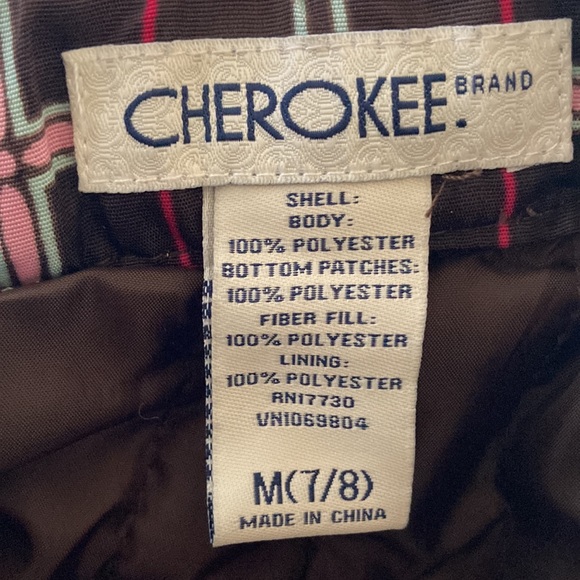 CHEROKEE.
BRAND
SHELL:
BODY:
100% POLYESTER
BOTTOM PATCHES:
100% POLYESTER
FIBER FILL:
100% POLYESTER
LINING:
100% POLYESTER
RN17730
VN1069804
M(7/8)
MADE IN CHINA